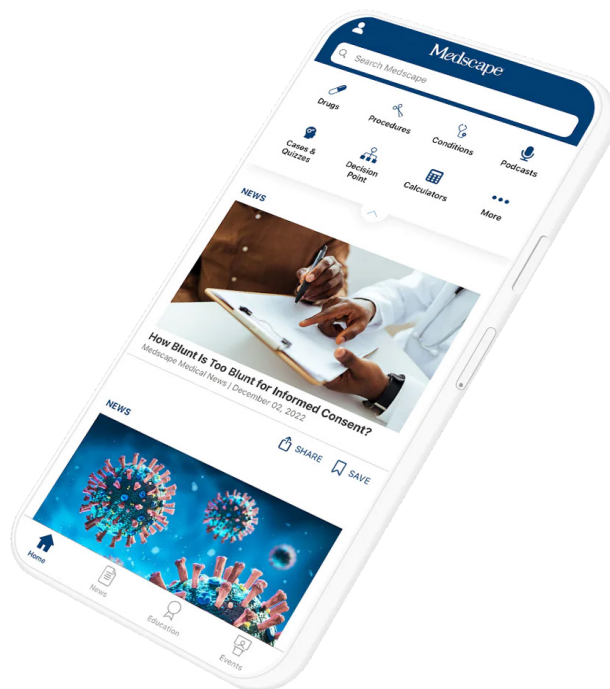 Medscape
Search Medscape
Drugs
Procedures
Conditions
Podcasts
Cases &
Quizzes
Decision
Point
Calculators
More
NEWS
How Blunt Is Too Blunt for Informed Consent?
Medscape Medical News | December 02, 2022
SHARE
SAVE
NEWS
Home
News
Education
Events